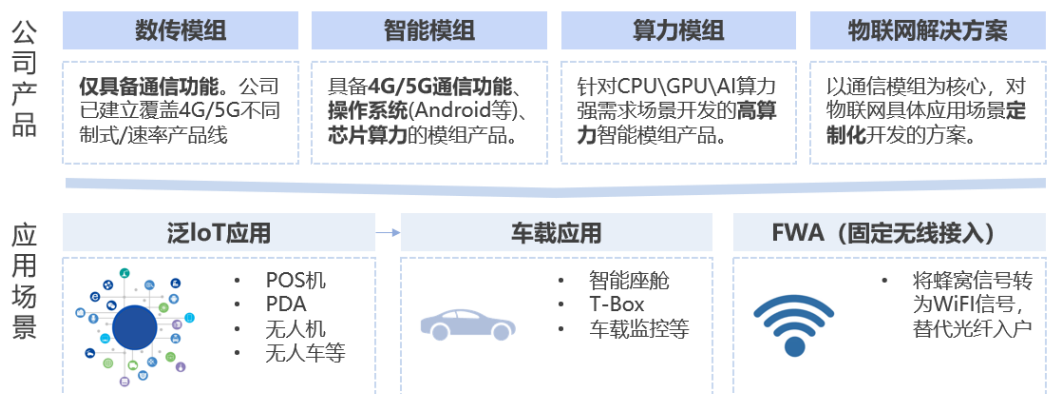 公司产品
数传模组
仅具备通信功能。公司
已建立覆盖4G/5G不同
制式/速率产品线
智能模组
具备4G/5G通信功能、
操作系统(Android等)、
芯片算力的模组产品。
算力模组
针对CPU\GPU\AI算力
强需求场景开发的高算
力智能模组产品。
物联网解决方案
以通信模组为核心，对
物联网具体应用场景定
制化开发的方案。
应用场景
泛IoT应用
• POS机
• PDA
• 无人机
• 无人车等
车载应用
• 智能座舱
• T-Box
• 车载监控等
FWA（固定无线接入）
• 将蜂窝信号转
为WiFI信号，
替代光纤入户